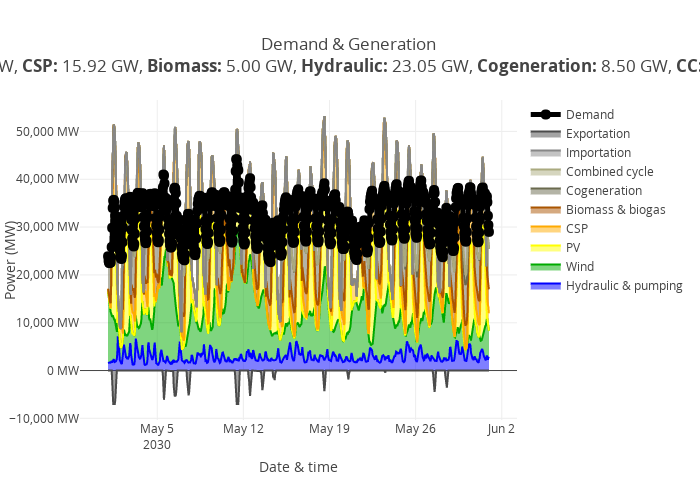 Demand & Generation
W, CSP: 15.92 GW, Biomass: 5.00 GW, Hydraulic: 23.05 GW, Cogeneration: 8.50 GW, CC:
Demand
Exportation
Importation
Combined cycle
Cogeneration
Biomass & biogas
CSP
PV
Wind
Hydraulic & pumping
Power (MW)
50,000 MW
40,000 MW
30,000 MW
20,000 MW
10,000 MW
0 MW
−10,000 MW
May 5
May 12
May 19
May 26
Jun 2
2030
Date & time